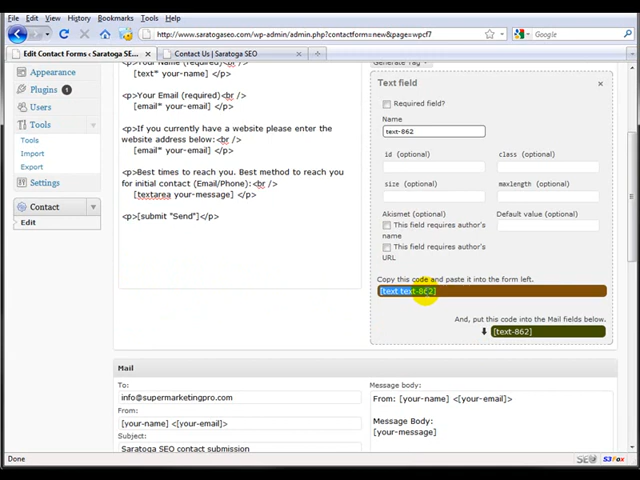 File Edit View History Bookmarks Tools Help
http://www.saratogaseo.com/wp-admin/admin.php?contactform=new&page=wpcf7
Google
Edit Contact Forms ‹ Saratoga SE...
Contact Us | Saratoga SEO
Appearance
Plugins 1
Users
Tools
Tools
Import
Export
Settings
Contact
Edit
<p>Your Name (required)<br />
[text* your-name] </p>
<p>Your Email (required)<br />
[email* your-email] </p>
<p>If you currently have a website please enter the
website address below:<br />
[email* your-email] </p>
<p>Best times to reach you. Best method to reach you
for initial contact (Email/Phone):<br />
[textarea your-message] </p>
<p>[submit "Send"]</p>
Generate Tag
Text field
Required field?
Name
text-862
id (optional)
class (optional)
size (optional)
maxlength (optional)
Akismet (optional)
Default value (optional)
This field requires author's
name
This field requires author's
URL
Copy this code and paste it into the form left.
[text text-862]
And, put this code into the Mail fields below.
[text-862]
Mail
To:
info@supermarketingpro.com
From:
[your-name] <[your-email]>
Subject:
Saratoga SEO contact submission
Message body:
From: [your-name] <[your-email]>
Message Body:
[your-message]
Done
SEO
S3Fox